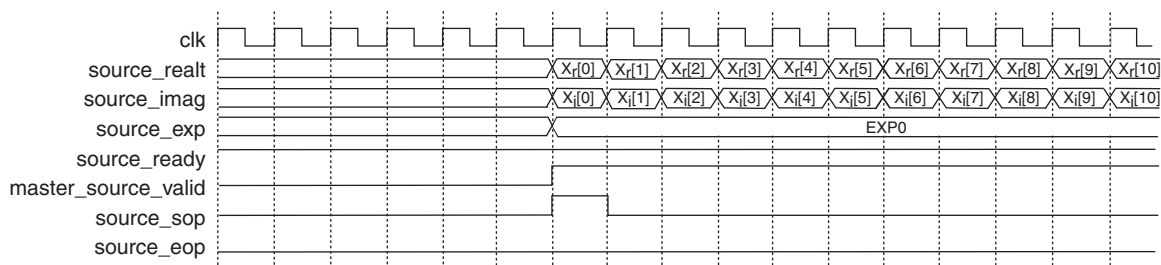 clk
source_realt Xr[0] Xr[1] Xr[2] Xr[3] Xr[4] Xr[5] Xr[6] Xr[7] Xr[8] Xr[9] Xr[10]
source_imag Xi[0] Xi[1] Xi[2] Xi[3] Xi[4] Xi[5] Xi[6] Xi[7] Xi[8] Xi[9] Xi[10]
source_exp EXP0
source_ready
master_source_valid
source_sop
source_eop